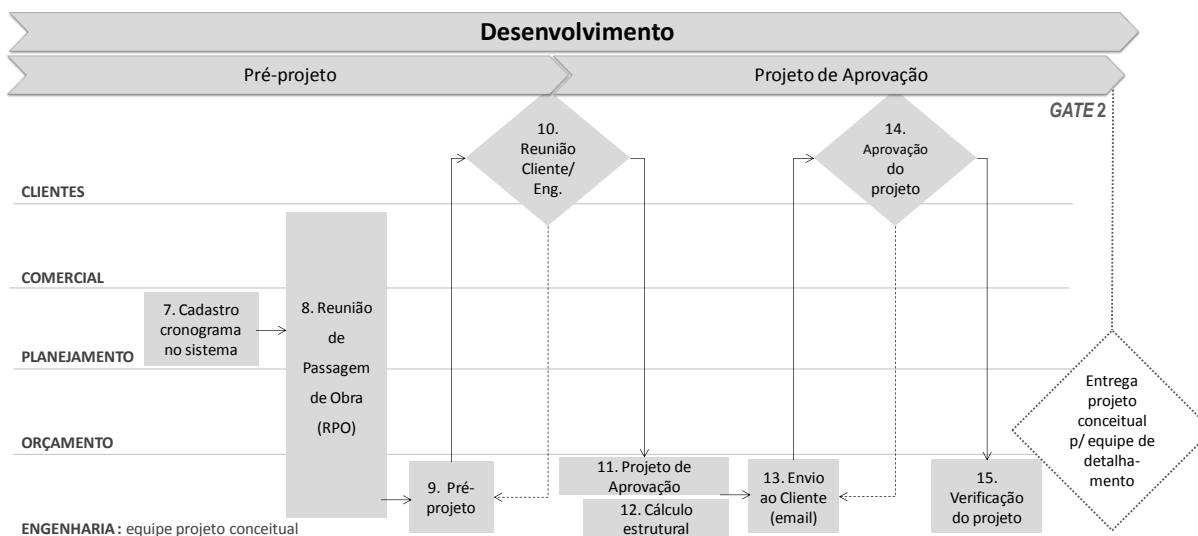 Desenvolvimento
Pré-projeto
Projeto de Aprovação
GATE 2
10.
Reunião
Cliente/
Eng.
14.
Aprovação
do
projeto
CLIENTES
COMERCIAL
7. Cadastro
cronograma
no sistema
8. Reunião
de
Passagem
de Obra
(RPO)
PLANEJAMENTO
Entrega
projeto
conceitual
p/ equipe de
detalha-
mento
ORÇAMENTO
9. Pré-
projeto
11. Projeto de
Aprovação
12. Cálculo
estrutural
13. Envio
ao Cliente
(email)
15.
Verificação
do projeto
ENGENHARIA : equipe projeto conceitual